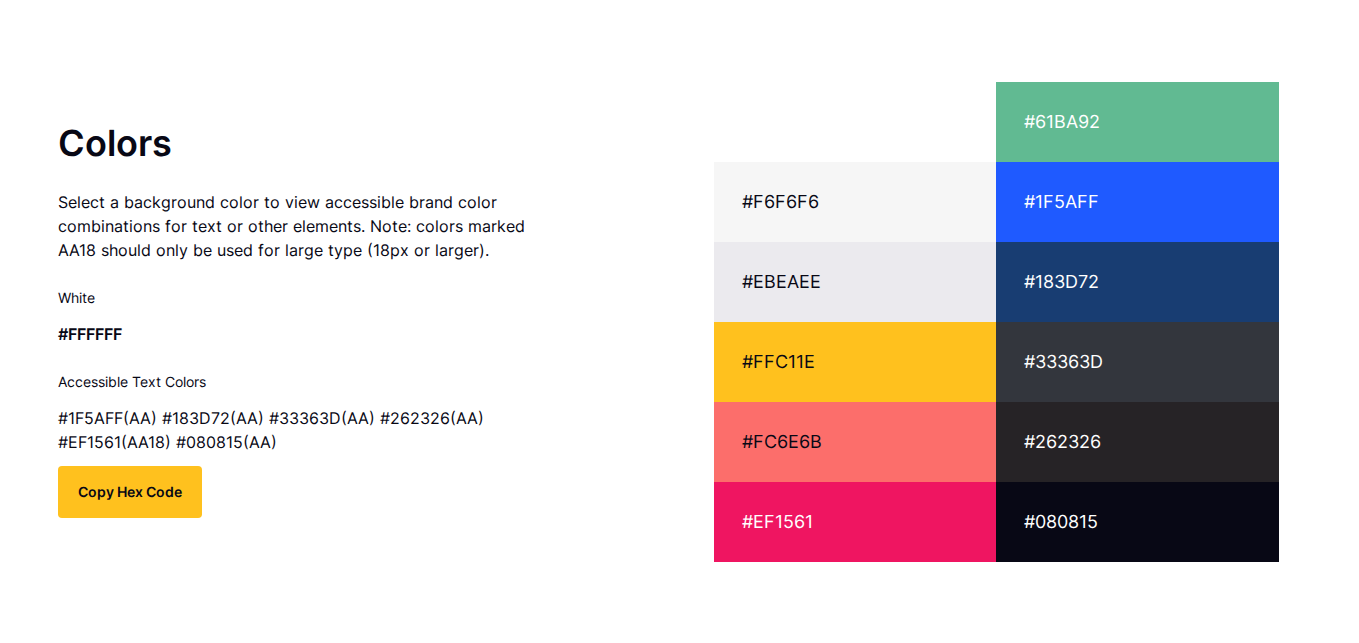 Colors
Select a background color to view accessible brand color
combinations for text or other elements. Note: colors marked
AA18 should only be used for large type (18px or larger).
White
#FFFFFF
Accessible Text Colors
#1F5AFF(AA) #183D72(AA) #33363D(AA) #262326(AA)
#EF1561(AA18) #080815(AA)
Copy Hex Code
#61BA92
#F6F6F6
#1F5AFF
#EBEAEE
#183D72
#FFC11E
#33363D
#FC6E6B
#262326
#EF1561
#080815